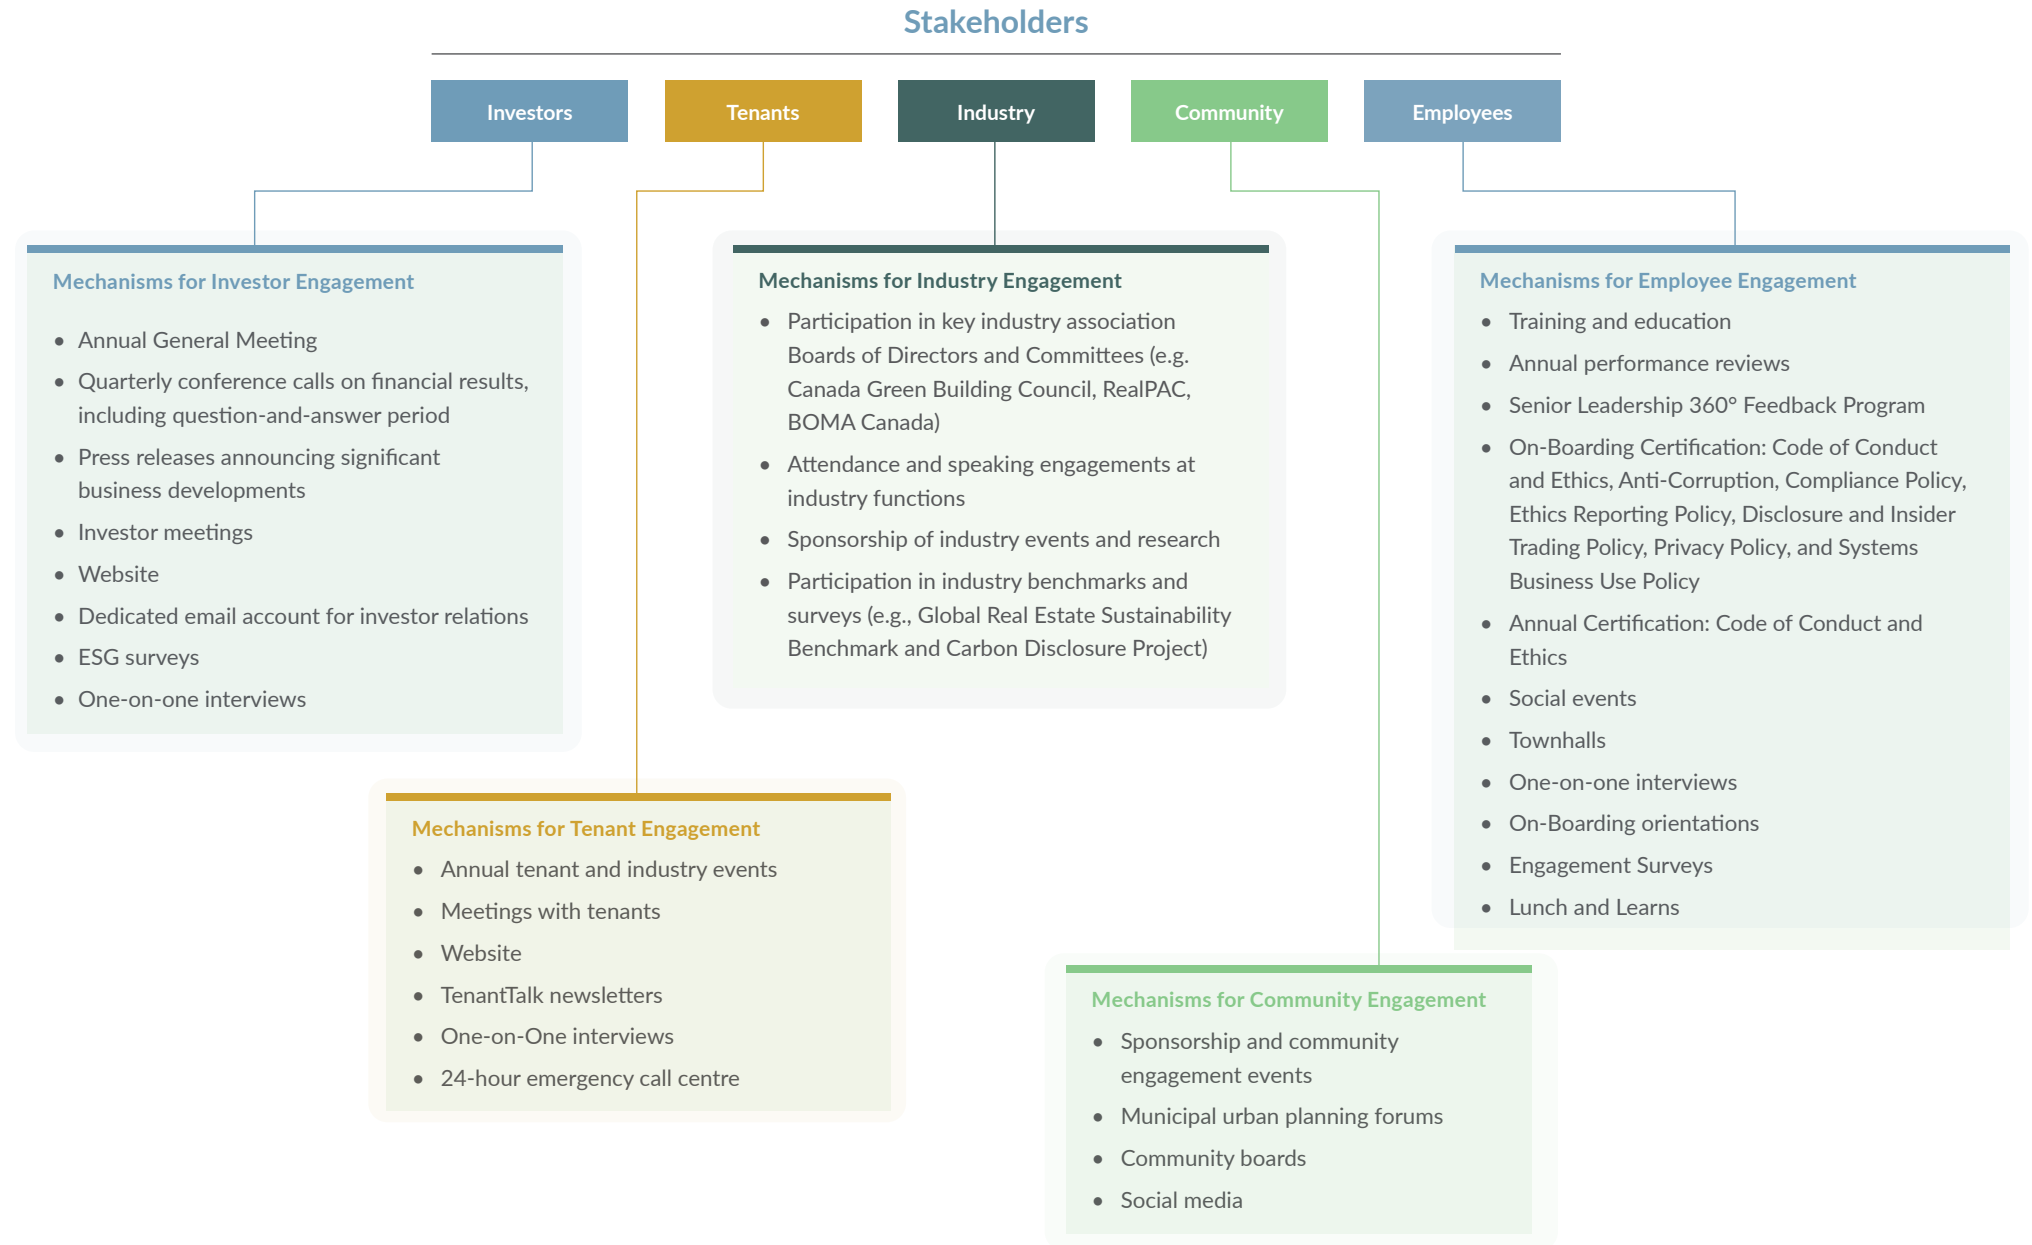 Stakeholders
Investors
Tenants
Industry
Community
Employees
Mechanisms for Investor Engagement
• Annual General Meeting
• Quarterly conference calls on financial results,
including question-and-answer period
• Press releases announcing significant
business developments
• Investor meetings
• Website
• Dedicated email account for investor relations
• ESG surveys
• One-on-one interviews
Mechanisms for Tenant Engagement
• Annual tenant and industry events
• Meetings with tenants
• Website
• TenantTalk newsletters
• One-on-One interviews
• 24-hour emergency call centre
Mechanisms for Industry Engagement
• Participation in key industry association
Boards of Directors and Committees (e.g.
Canada Green Building Council, RealPAC,
BOMA Canada)
• Attendance and speaking engagements at
industry functions
• Sponsorship of industry events and research
• Participation in industry benchmarks and
surveys (e.g., Global Real Estate Sustainability
Benchmark and Carbon Disclosure Project)
Mechanisms for Community Engagement
• Sponsorship and community
engagement events
• Municipal urban planning forums
• Community boards
• Social media
Mechanisms for Employee Engagement
• Training and education
• Annual performance reviews
• Senior Leadership 360° Feedback Program
• On-Boarding Certification: Code of Conduct
and Ethics, Anti-Corruption, Compliance Policy,
Ethics Reporting Policy, Disclosure and Insider
Trading Policy, Privacy Policy, and Systems
Business Use Policy
• Annual Certification: Code of Conduct and
Ethics
• Social events
• Townhalls
• One-on-one interviews
• On-Boarding orientations
• Engagement Surveys
• Lunch and Learns